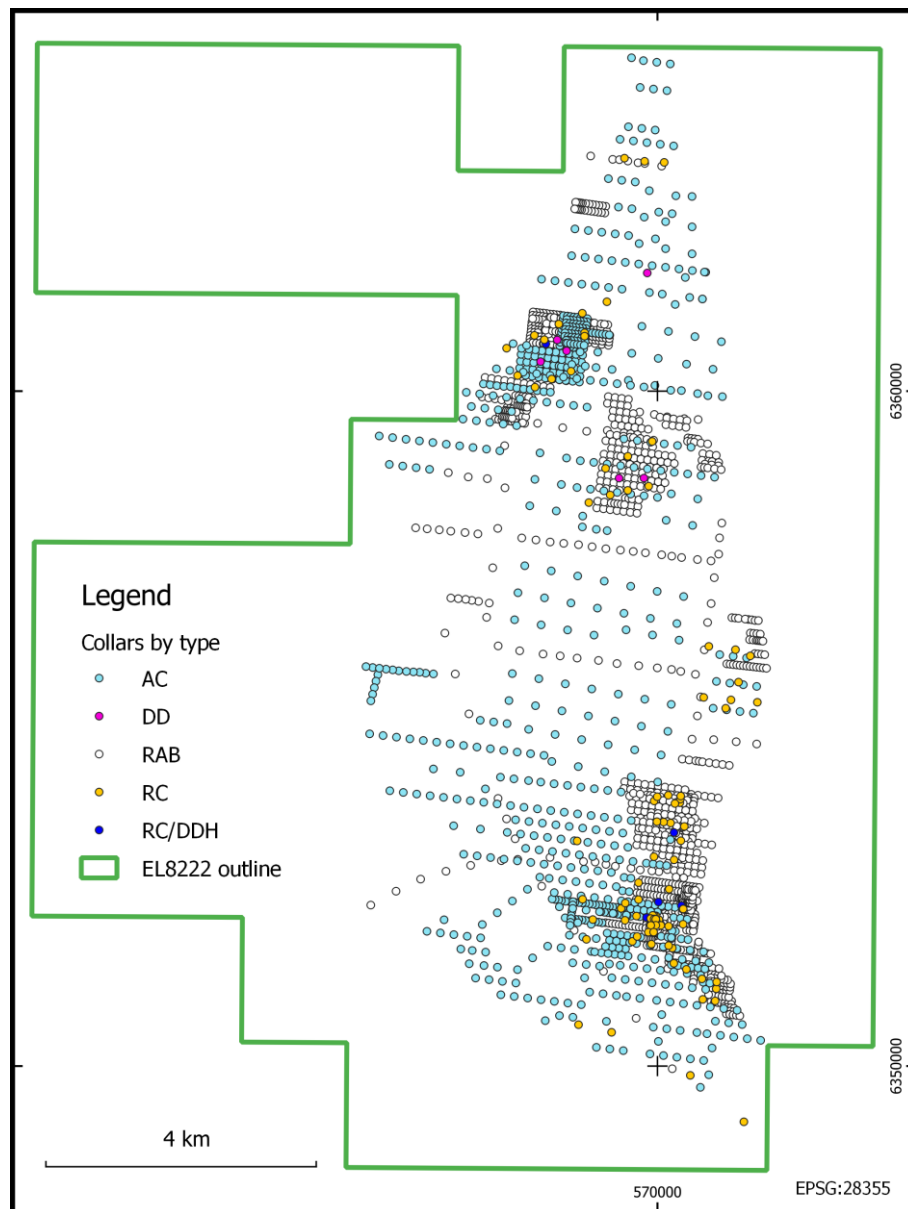 6360000
Legend
Collars by type
AC
DD
RAB
RC
RC/DDH
EL8222 outline
6350000
4 km
570000
EPSG:28355